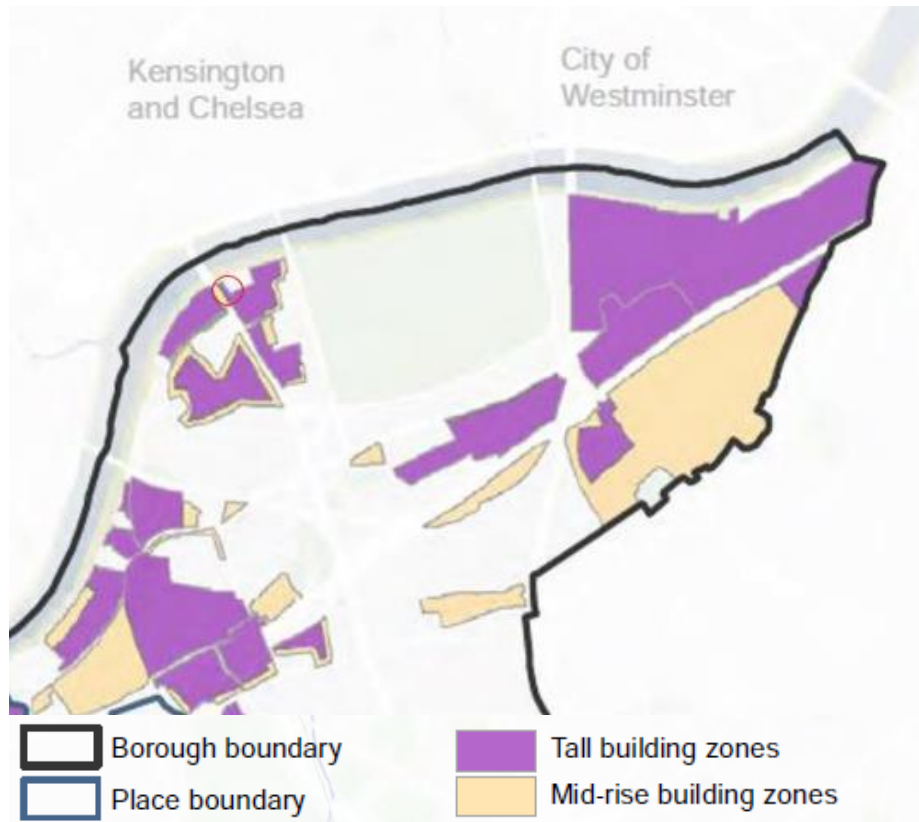 Kensington
and Chelsea
City of
Westminster
Borough boundary
Tall building zones
Place boundary
Mid-rise building zones